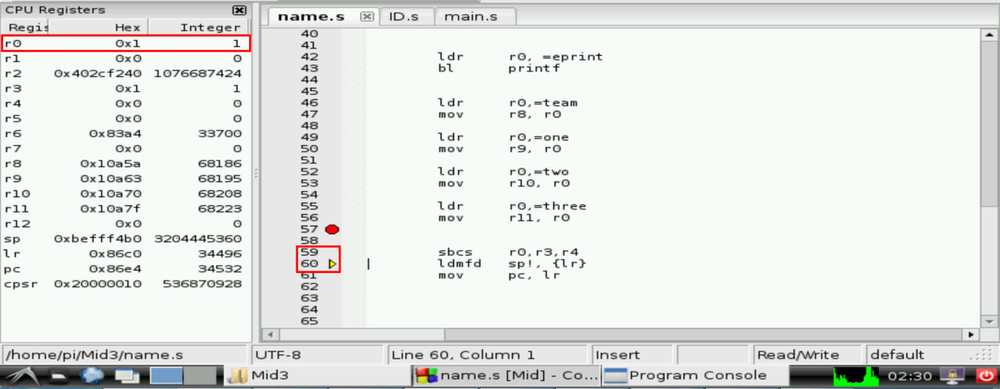 CPU Registers
name.s ID.s main.s
Regis Hex Integer
r0 0x1 1
r1 0x0 0
r2 0x402cf240 1076687424
r3 0x1 1
r4 0x0 0
r5 0x0 0
r6 0x83a4 33700
r7 0x0 0
r8 0x10a5a 68186
r9 0x10a63 68195
r10 0x10a70 68208
r11 0x10a7f 68223
r12 0x0 0
sp 0xbefff4b0 3204445360
lr 0x86c0 34496
pc 0x86e4 34532
cpsr 0x20000010 536870928
40
41
42 ldr r0, =eprint
43 bl printf
44
45
46 ldr r0,=team
47 mov r8, r0
48
49 ldr r0,=one
50 mov r9, r0
51
52 ldr r0,=two
53 mov r10, r0
54
55 ldr r0,=three
56 mov r11, r0
57
58
59 sbcs r0,r3,r4
60 ldmfd sp!, {lr}
61 mov pc, lr
62
63
64
65
/home/pi/Mid3/name.s UTF-8 Line 60, Column 1 Insert Read/Write default
Mid3 name.s [Mid] - Co... Program Console 02:30